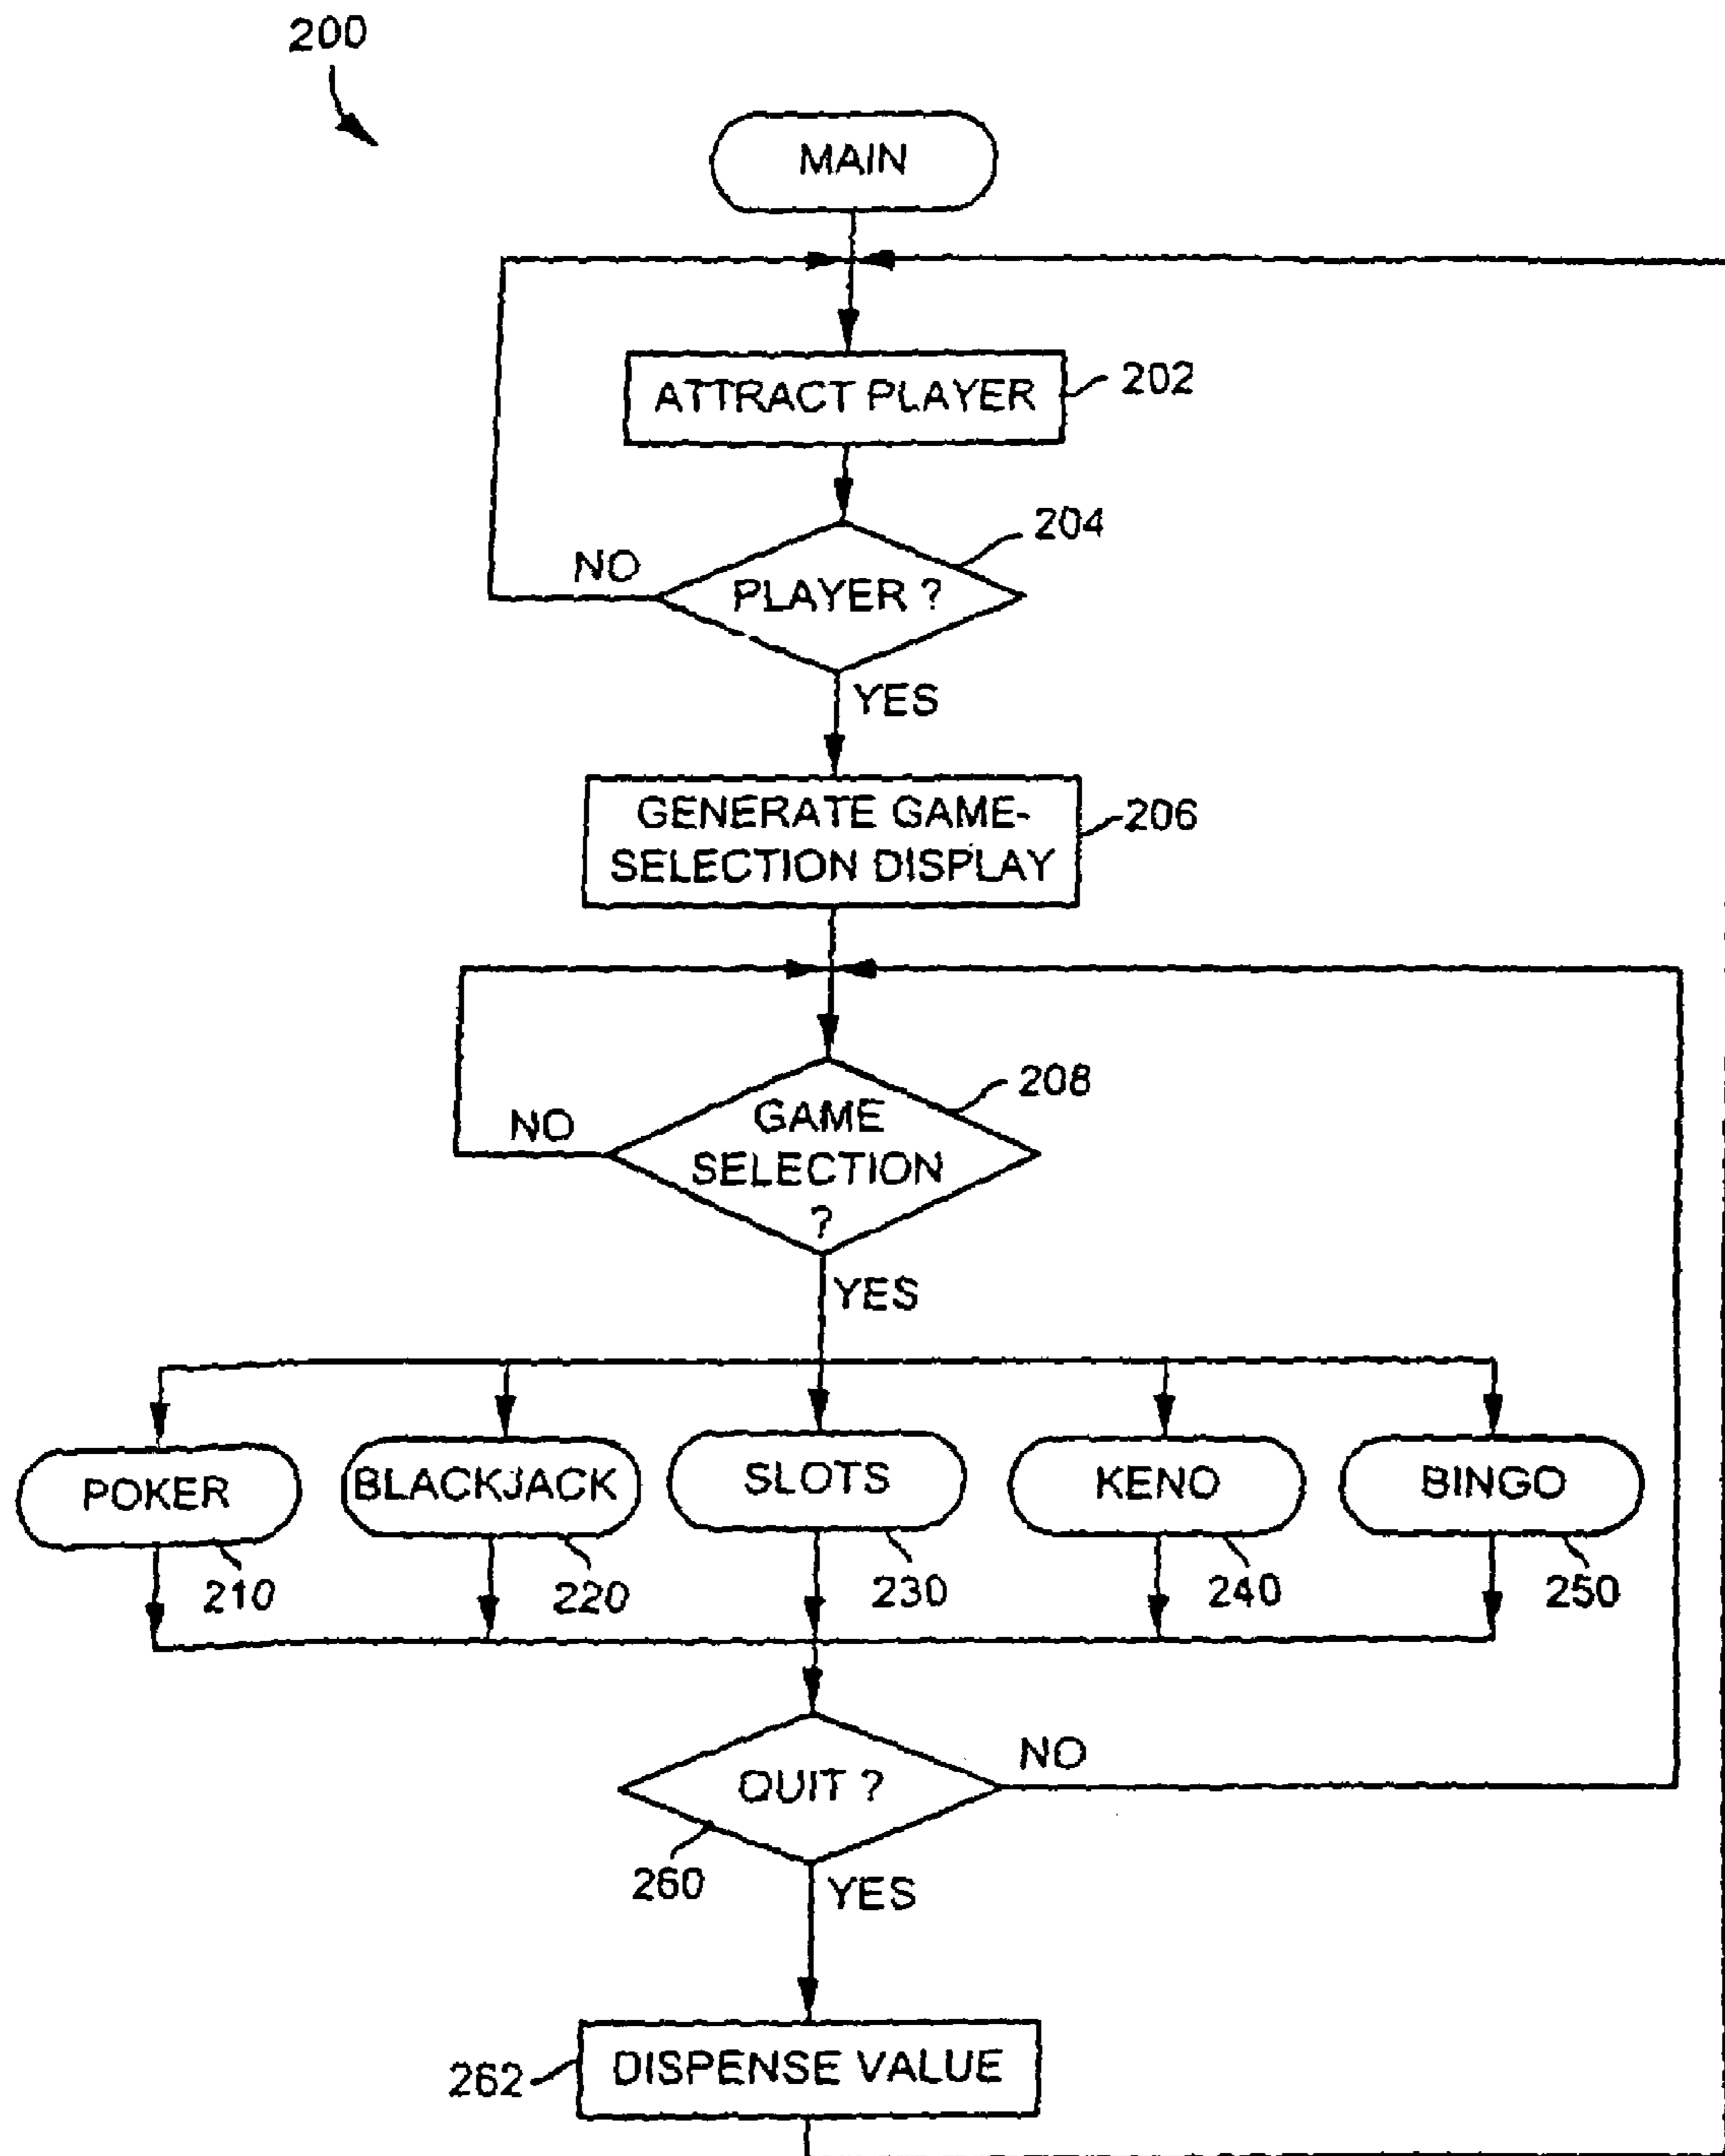 200
MAIN
ATTRACT PLAYER
202
204
NO
PLAYER ?
YES
GENERATE GAME-
SELECTION DISPLAY
206
208
NO
GAME
SELECTION
?
YES
POKER
BLACKJACK
SLOTS
KENO
BINGO
210
220
230
240
250
QUIT ?
NO
260
YES
262
DISPENSE VALUE